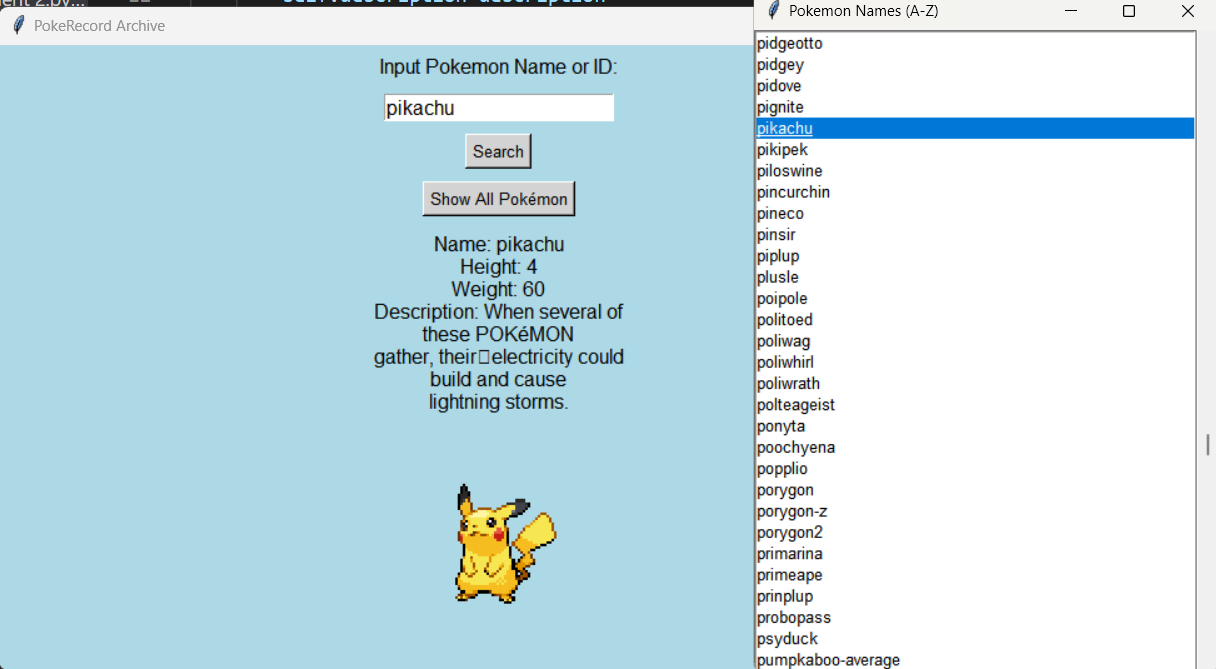 PokeRecord Archive
Input Pokemon Name or ID:
pikachu
Search
Show All Pokémon
Name: pikachu
Height: 4
Weight: 60
Description: When several of
these POKéMON
gather, their□electricity could
build and cause
lightning storms.
Pokemon Names (A-Z)
pidgeotto
pidgey
pidove
pignite
pikachu
pikipek
piloswine
pincurchin
pineco
pinsir
piplup
plusle
poipole
politoed
poliwag
poliwhirl
poliwrath
polteageist
ponyta
poochyena
popplio
porygon
porygon-z
porygon2
primarina
primeape
prinplup
probopass
psyduck
pumpkaboo-average